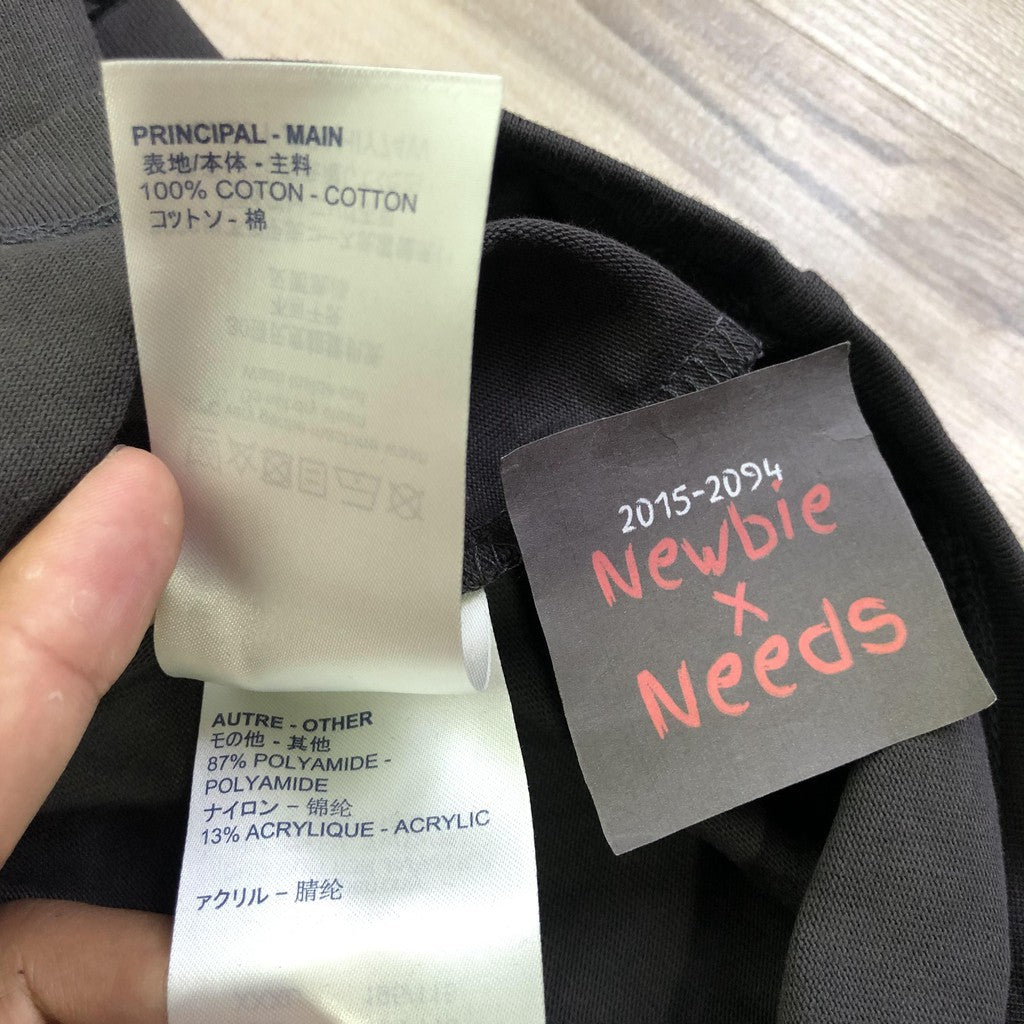 PRINCIPAL - MAIN
表地/本体 - 主料
100% COTON - COTTON
コットソ - 棉
2015-2094
Newbie
x
Needs
AUTRE - OTHER
モの他 - 其他
87% POLYAMIDE -
POLYAMIDE
ナイロン - 锦纶
13% ACRYLIQUE - ACRYLIC
ァクリル - 腈纶